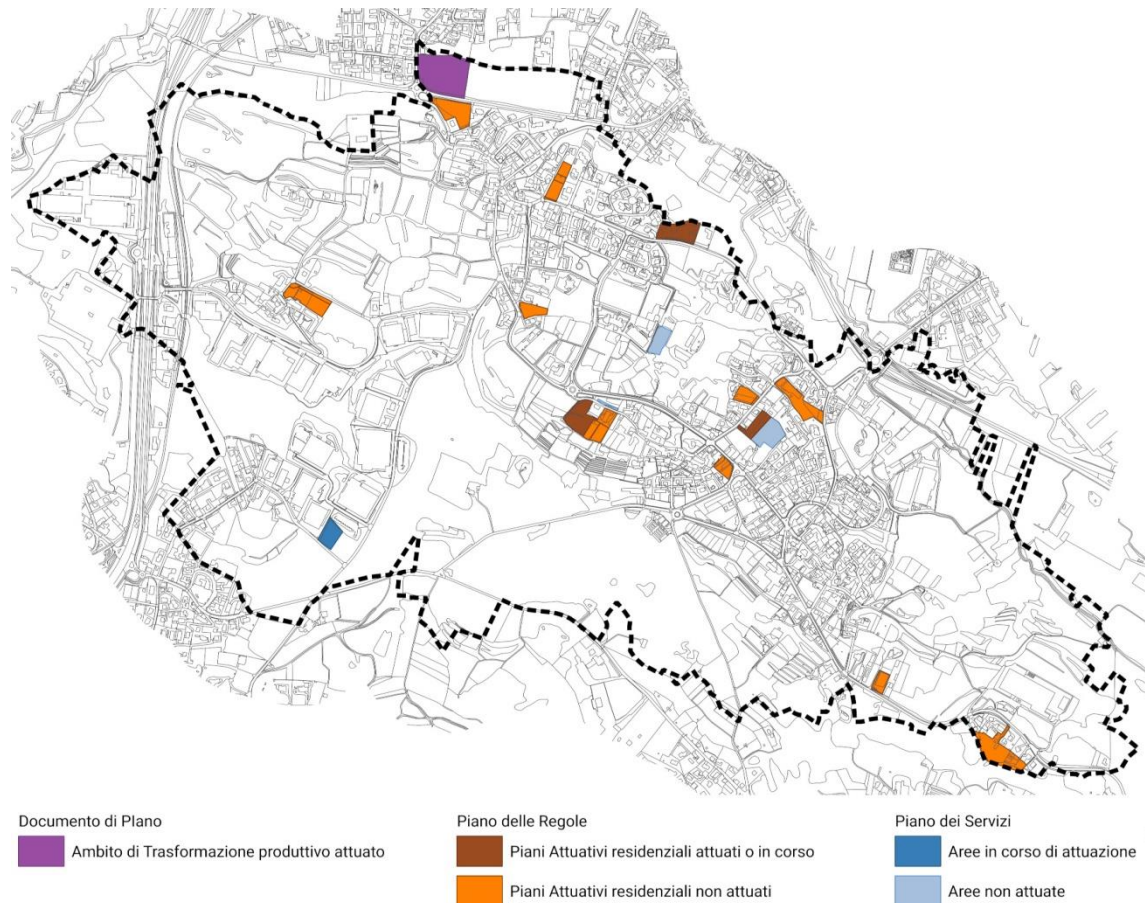 Documento di Piano
Ambito di Trasformazione produttivo attuato
Piano delle Regole
Piani Attuativi residenziali attuati o in corso
Piani Attuativi residenziali non attuati
Piano dei Servizi
Aree in corso di attuazione
Aree non attuate